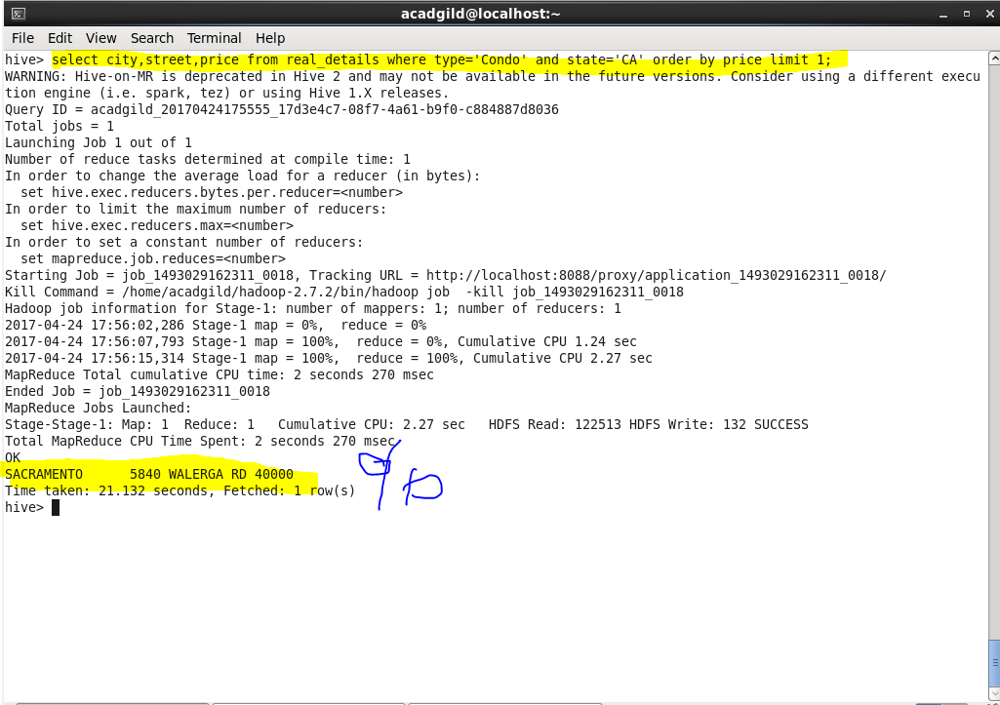 acadgild@localhost:~
File Edit View Search Terminal Help
hive> select city,street,price from real_details where type='Condo' and state='CA' order by price limit 1;
WARNING: Hive-on-MR is deprecated in Hive 2 and may not be available in the future versions. Consider using a different execu
tion engine (i.e. spark, tez) or using Hive 1.X releases.
Query ID = acadgild_20170424175555_17d3e4c7-08f7-4a61-b9f0-c884887d8036
Total jobs = 1
Launching Job 1 out of 1
Number of reduce tasks determined at compile time: 1
In order to change the average load for a reducer (in bytes):
  set hive.exec.reducers.bytes.per.reducer=<number>
In order to limit the maximum number of reducers:
  set hive.exec.reducers.max=<number>
In order to set a constant number of reducers:
  set mapreduce.job.reduces=<number>
Starting Job = job_1493029162311_0018, Tracking URL = http://localhost:8088/proxy/application_1493029162311_0018/
Kill Command = /home/acadgild/hadoop-2.7.2/bin/hadoop job  -kill job_1493029162311_0018
Hadoop job information for Stage-1: number of mappers: 1; number of reducers: 1
2017-04-24 17:56:02,286 Stage-1 map = 0%,  reduce = 0%
2017-04-24 17:56:07,793 Stage-1 map = 100%,  reduce = 0%, Cumulative CPU 1.24 sec
2017-04-24 17:56:15,314 Stage-1 map = 100%,  reduce = 100%, Cumulative CPU 2.27 sec
MapReduce Total cumulative CPU time: 2 seconds 270 msec
Ended Job = job_1493029162311_0018
MapReduce Jobs Launched:
Stage-Stage-1: Map: 1  Reduce: 1   Cumulative CPU: 2.27 sec   HDFS Read: 122513 HDFS Write: 132 SUCCESS
Total MapReduce CPU Time Spent: 2 seconds 270 msec
OK
SACRAMENTO      5840 WALERGA RD 40000
Time taken: 21.132 seconds, Fetched: 1 row(s)
hive>